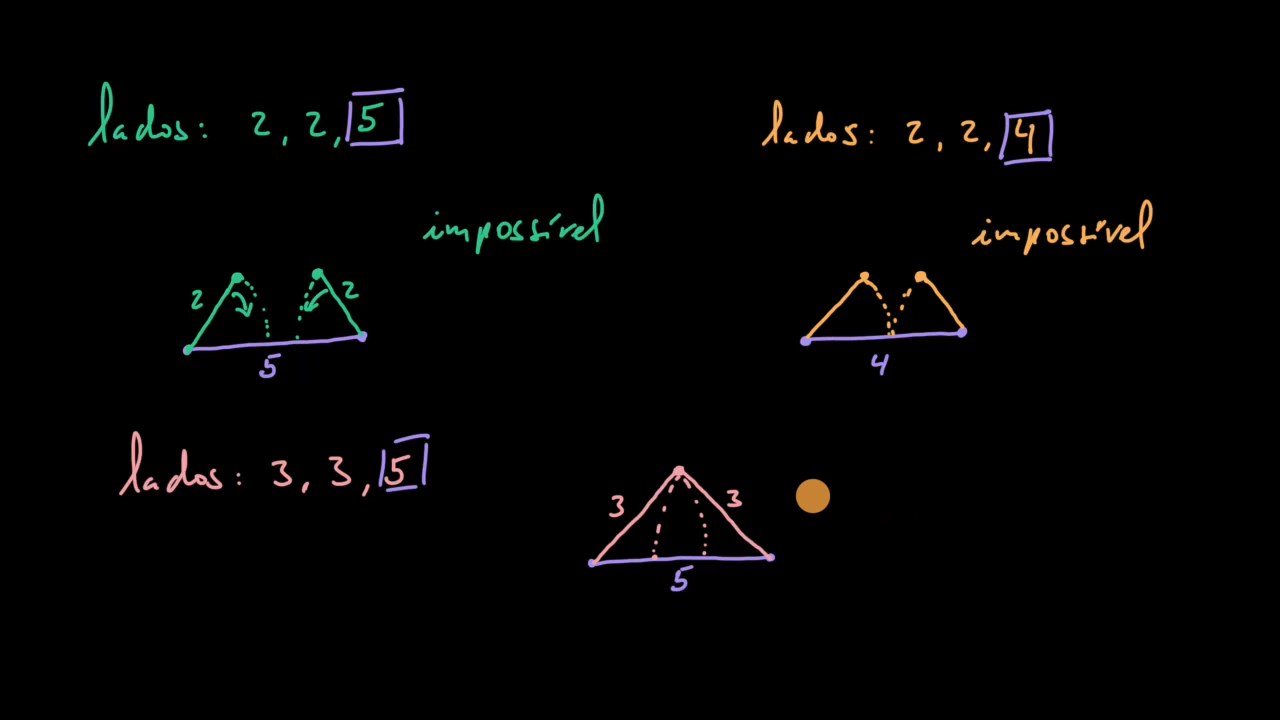 lados: 2, 2, 5
lados: 2, 2, 4
impossível
impossível
2
2
5
4
lados: 3, 3, 5
3
3
5